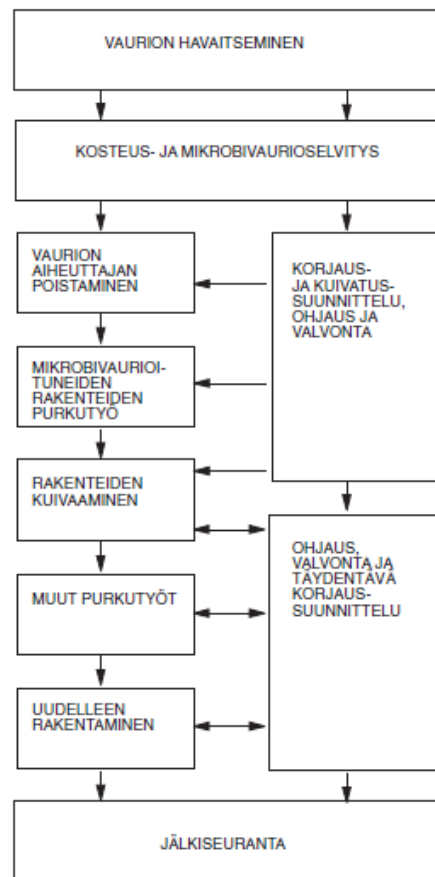 VAURION HAVAITSEMINEN
KOSTEUS- JA MIKROBIVAURIOSELVITYS
VAURION
AIHEUTTAJAN
POISTAMINEN
KORJAUS-
JA KUIVATUS-
SUUNNITTELU,
OHJAUS JA
VALVONTA
MIKROBIVAURIOI-
TUNEIDEN
RAKENTEIDEN
PURKUTYÖ
RAKENTEIDEN
KUIVAAMINEN
OHJAUS,
VALVONTA JA
TÄYDENTÄVÄ
KORJAUS-
SUUNNITTELU
MUUT PURKUTYÖT
UUDELLEEN
RAKENTAMINEN
JÄLKISEURANTA